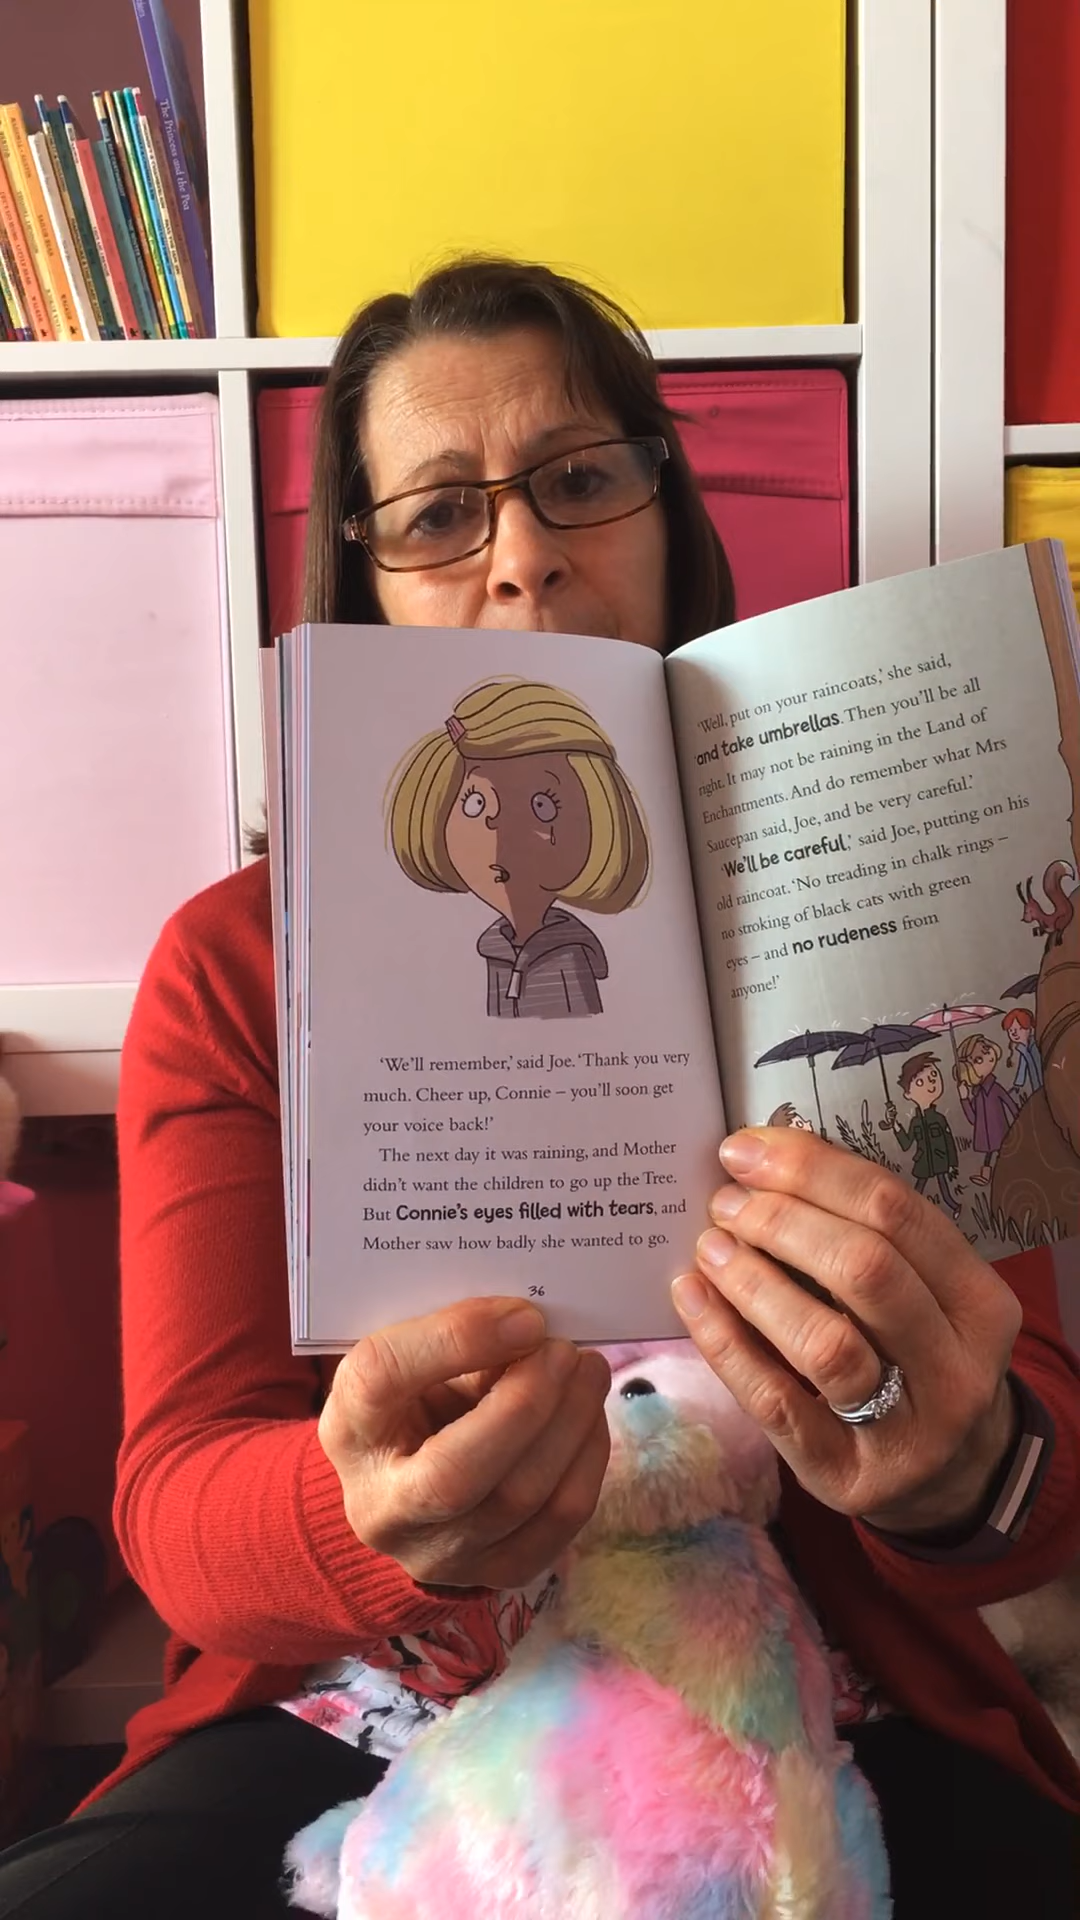 The Princess and the Pea
'We'll remember,' said Joe. 'Thank you very
much. Cheer up, Connie – you'll soon get
your voice back!'
The next day it was raining, and Mother
didn't want the children to go up the Tree.
But Connie's eyes filled with tears, and
Mother saw how badly she wanted to go.
36
'Well, put on your raincoats,' she said,
'and take umbrellas. Then you'll be all
right. It may not be raining in the Land of
Enchantments. And do remember what Mrs
Saucepan said, Joe, and be very careful.'
'We'll be careful,' said Joe, putting on his
old raincoat. 'No treading in chalk rings –
no stroking of black cats with green
eyes – and no rudeness from
anyone!'